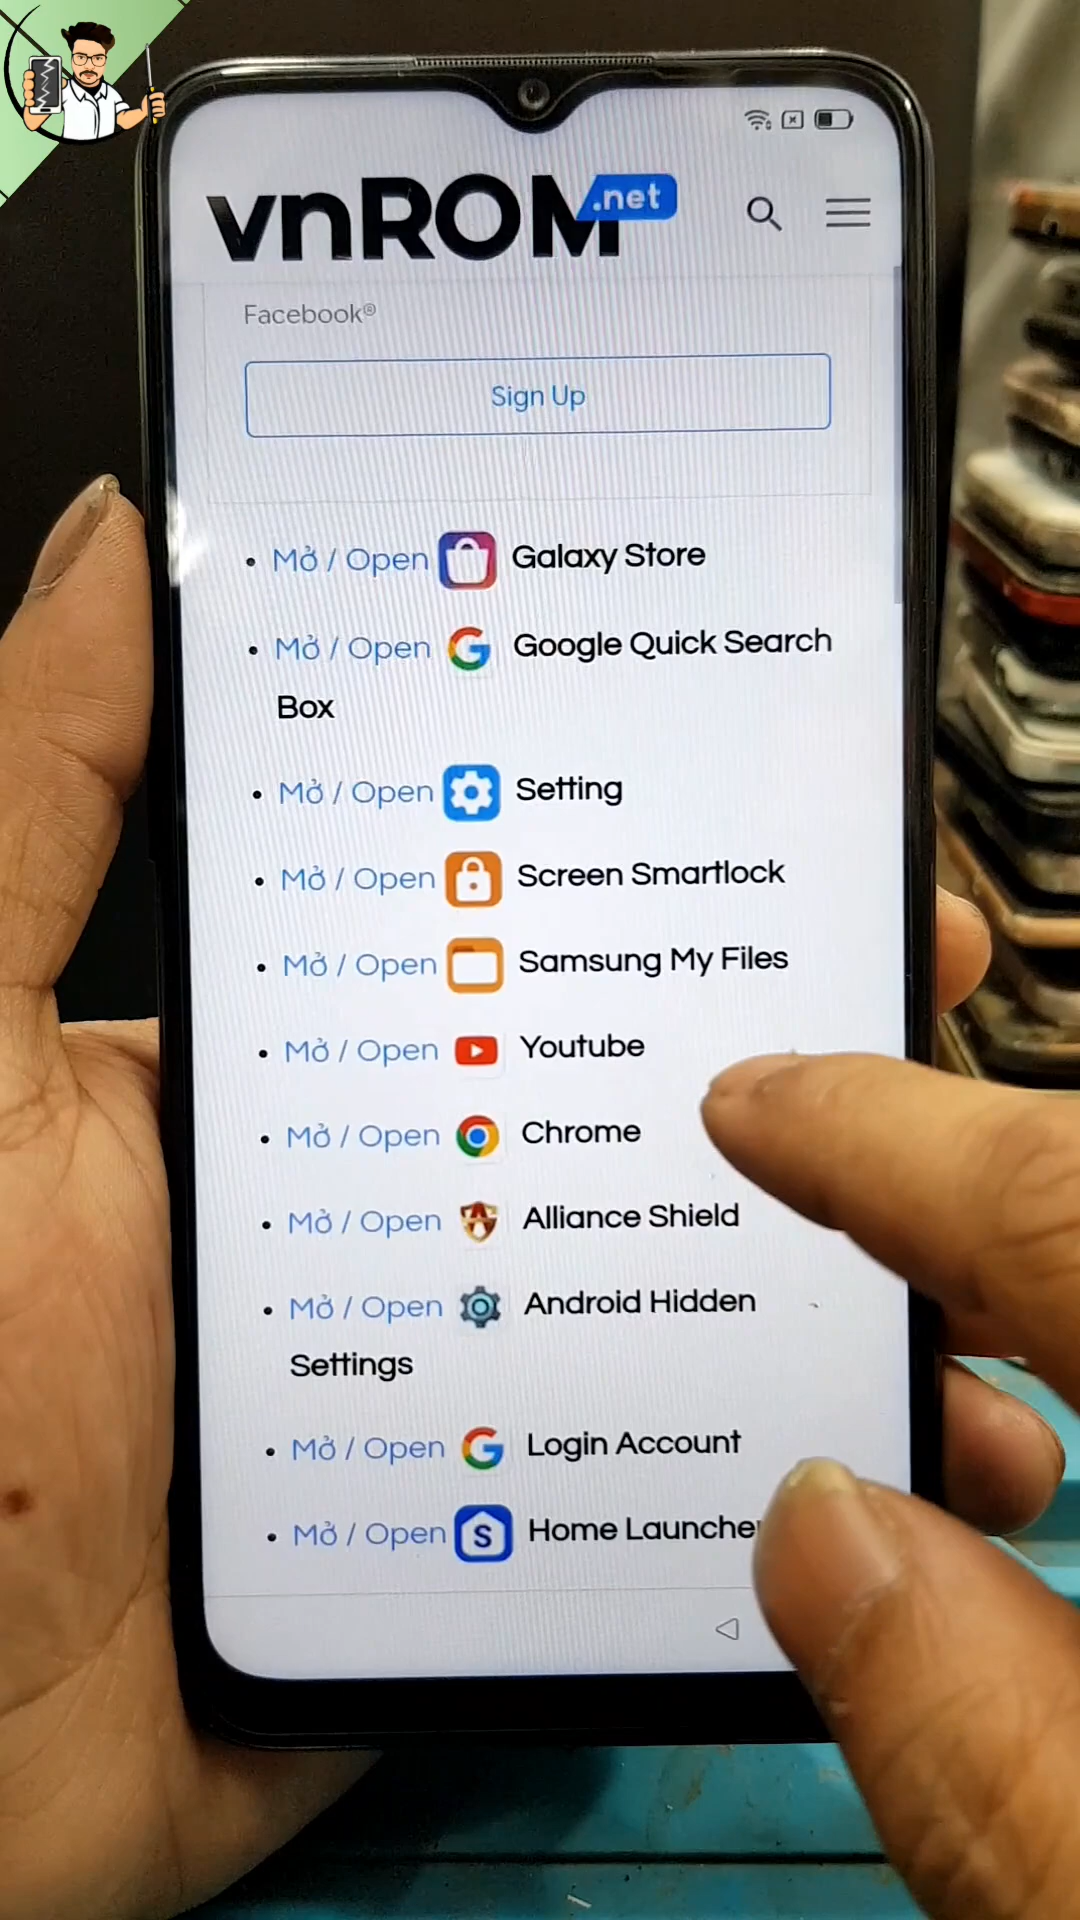 vnROM.net
Facebook®
Sign Up
• Mở / Open Galaxy Store
• Mở / Open Google Quick Search
Box
• Mở / Open Setting
• Mở / Open Screen Smartlock
• Mở / Open Samsung My Files
• Mở / Open Youtube
• Mở / Open Chrome
• Mở / Open Alliance Shield
• Mở / Open Android Hidden
Settings
• Mở / Open Login Account
• Mở / Open S Home Launcher